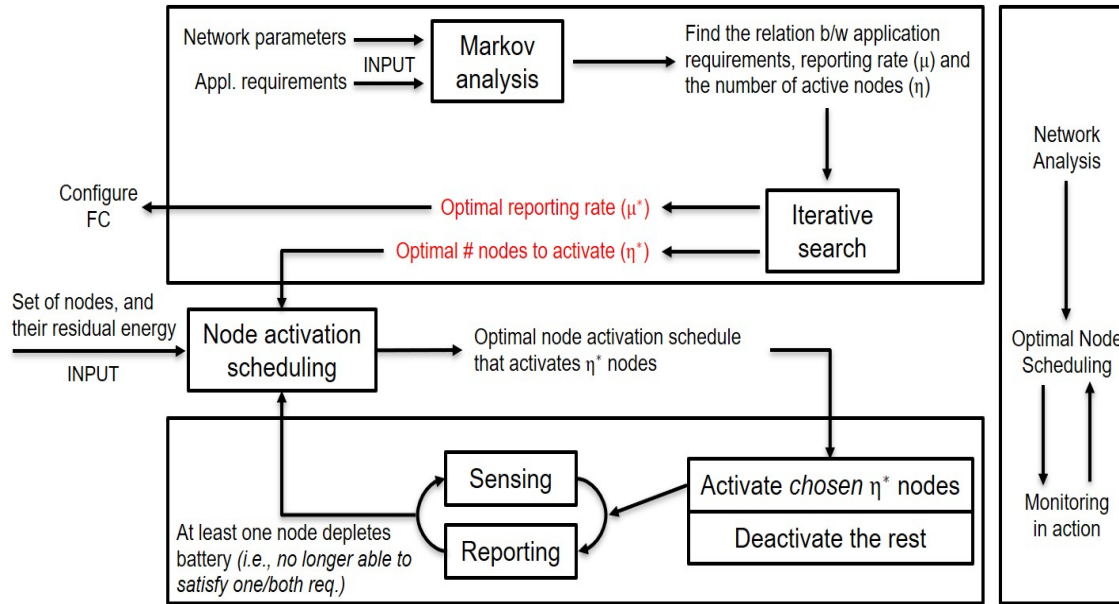 Network parameters
INPUT
Appl. requirements
Markov
analysis
Find the relation b/w application
requirements, reporting rate (μ) and
the number of active nodes (η)
Configure
FC
Optimal reporting rate (μ*)
Optimal # nodes to activate (η*)
Iterative
search
Set of nodes, and
their residual energy
INPUT
Node activation
scheduling
Optimal node activation schedule
that activates η* nodes
Sensing
Reporting
Activate chosen η* nodes
Deactivate the rest
At least one node depletes
battery (i.e., no longer able to
satisfy one/both req.)
Network
Analysis
Optimal Node
Scheduling
Monitoring
in action